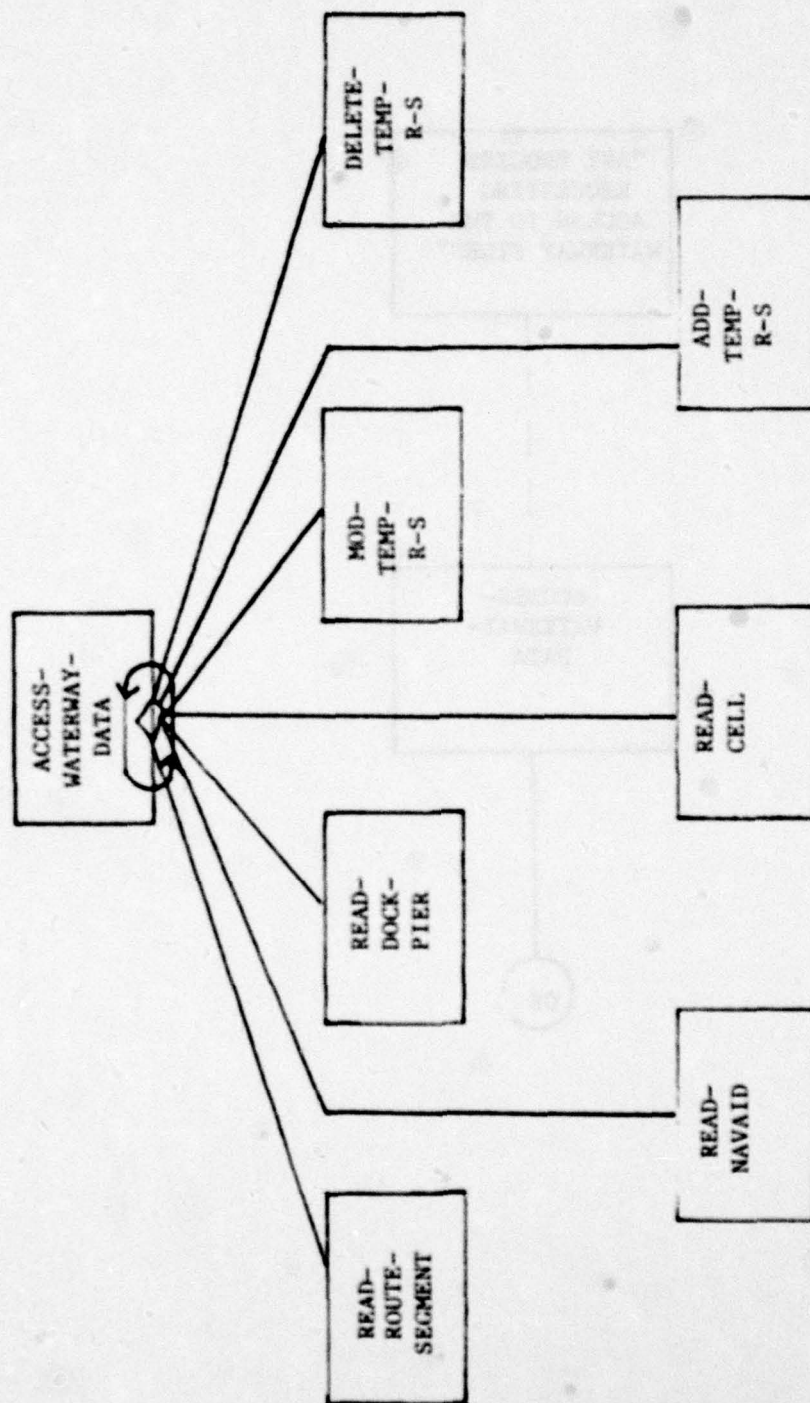 ACCESS-
WATERWAY-
DATA
READ-
ROUTE-
SEGMENT
READ-
DOCK-
PIER
MOD-
TEMP-
R-S
DELETE-
TEMP-
R-S
READ-
NAVAID
READ-
CELL
ADD-
TEMP-
R-S